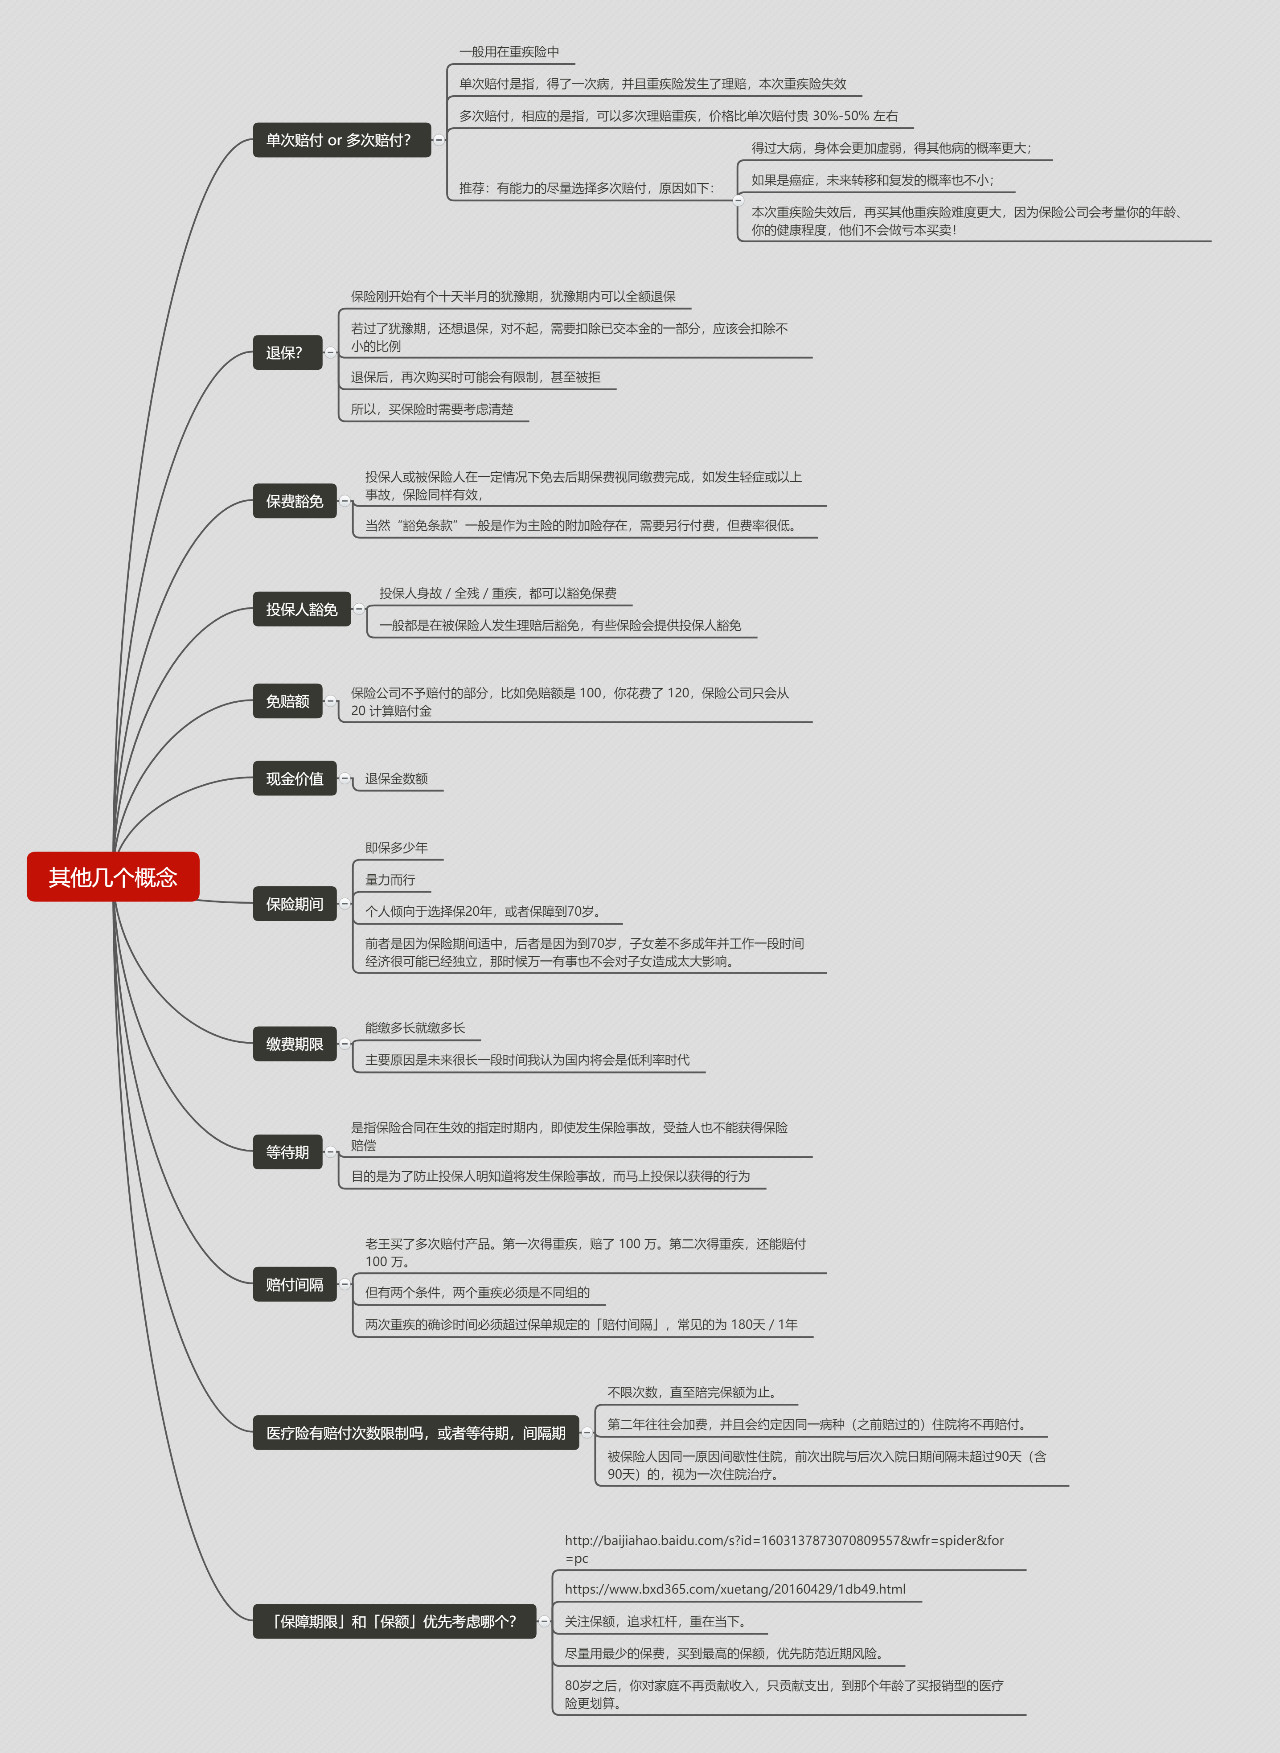 其他几个概念
单次赔付 or 多次赔付？
一般用在重疾险中
单次赔付是指，得了一次病，并且重疾险发生了理赔，本次重疾险失效
多次赔付，相应的是指，可以多次理赔重疾，价格比单次赔付贵 30%-50% 左右
推荐：有能力的尽量选择多次赔付，原因如下：
得过大病，身体会更加虚弱，得其他病的概率更大；
如果是癌症，未来转移和复发的概率也不小；
本次重疾险失效后，再买其他重疾险难度更大，因为保险公司会考量你的年龄、
你的健康程度，他们不会做亏本买卖！
退保？
保险刚开始有个十天半月的犹豫期，犹豫期内可以全额退保
若过了犹豫期，还想退保，对不起，需要扣除已交本金的一部分，应该会扣除不
小的比例
退保后，再次购买时可能会有限制，甚至被拒
所以，买保险时需要考虑清楚
保费豁免
投保人或被保险人在一定情况下免去后期保费视同缴费完成，如发生轻症或以上
事故，保险同样有效，
当然“豁免条款”一般是作为主险的附加险存在，需要另行付费，但费率很低。
投保人豁免
投保人身故 / 全残 / 重疾，都可以豁免保费
一般都是在被保险人发生理赔后豁免，有些保险会提供投保人豁免
免赔额
保险公司不予赔付的部分，比如免赔额是 100，你花费了 120，保险公司只会从
20 计算赔付金
现金价值
退保金数额
保险期间
即保多少年
量力而行
个人倾向于选择保20年，或者保障到70岁。
前者是因为保险期间适中，后者是因为到70岁，子女差不多成年并工作一段时间
经济很可能已经独立，那时候万一有事也不会对子女造成太大影响。
缴费期限
能缴多长就缴多长
主要原因是未来很长一段时间我认为国内将会是低利率时代
等待期
是指保险合同在生效的指定时期内，即使发生保险事故，受益人也不能获得保险
赔偿
目的是为了防止投保人明知道将发生保险事故，而马上投保以获得的行为
赔付间隔
老王买了多次赔付产品。第一次得重疾，赔了 100 万。第二次得重疾，还能赔付
100 万。
但有两个条件，两个重疾必须是不同组的
两次重疾的确诊时间必须超过保单规定的「赔付间隔」，常见的为 180天 / 1年
医疗险有赔付次数限制吗，或者等待期，间隔期
不限次数，直至陪完保额为止。
第二年往往会加费，并且会约定因同一病种（之前赔过的）住院将不再赔付。
被保险人因同一原因间歇性住院，前次出院与后次入院日期间隔未超过90天（含
90天）的，视为一次住院治疗。
「保障期限」和「保额」优先考虑哪个？
http://baijiahao.baidu.com/s?id=1603137873070809557&wfr=spider&for
=pc
https://www.bxd365.com/xuetang/20160429/1db49.html
关注保额，追求杠杆，重在当下。
尽量用最少的保费，买到最高的保额，优先防范近期风险。
80岁之后，你对家庭不再贡献收入，只贡献支出，到那个年龄了买报销型的医疗
险更划算。